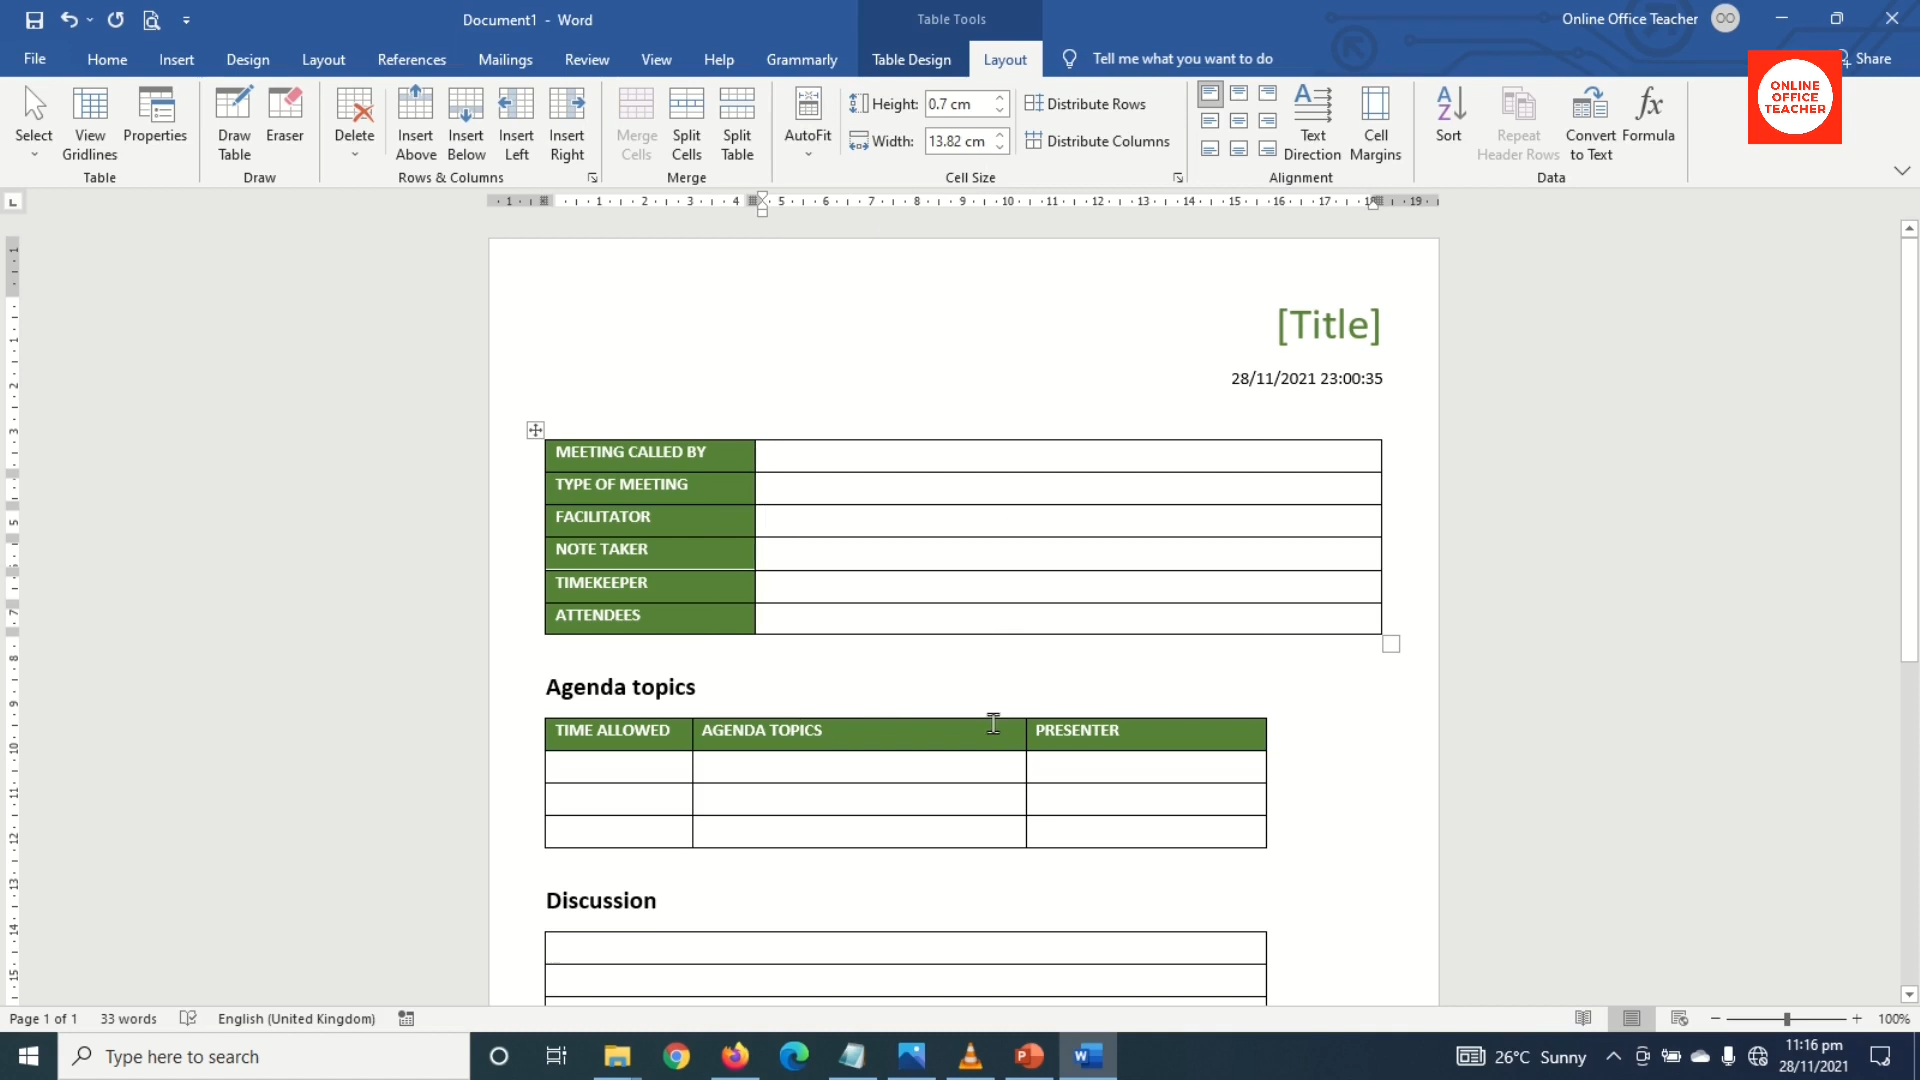 Document1 - Word
Table Tools
Online Office Teacher
OO
File
Home
Insert
Design
Layout
References
Mailings
Review
View
Help
Grammarly
Table Design
Layout
Tell me what you want to do
Share
ONLINE
OFFICE
TEACHER
Select
View
Gridlines
Properties
Table
Draw
Table
Eraser
Draw
Delete
Insert
Above
Insert
Below
Insert
Left
Insert
Right
Rows & Columns
Merge
Cells
Split
Cells
Split
Table
Merge
AutoFit
Height: 0.7 cm
Width: 13.82 cm
Distribute Rows
Distribute Columns
Cell Size
Text
Direction
Cell
Margins
Alignment
Sort
Repeat
Header Rows
Convert
to Text
Formula
Data
[Title]
28/11/2021 23:00:35
MEETING CALLED BY
TYPE OF MEETING
FACILITATOR
NOTE TAKER
TIMEKEEPER
ATTENDEES
Agenda topics
TIME ALLOWED
AGENDA TOPICS
PRESENTER
Discussion
Page 1 of 1
33 words
English (United Kingdom)
100%
Type here to search
26°C Sunny
11:16 pm
28/11/2021